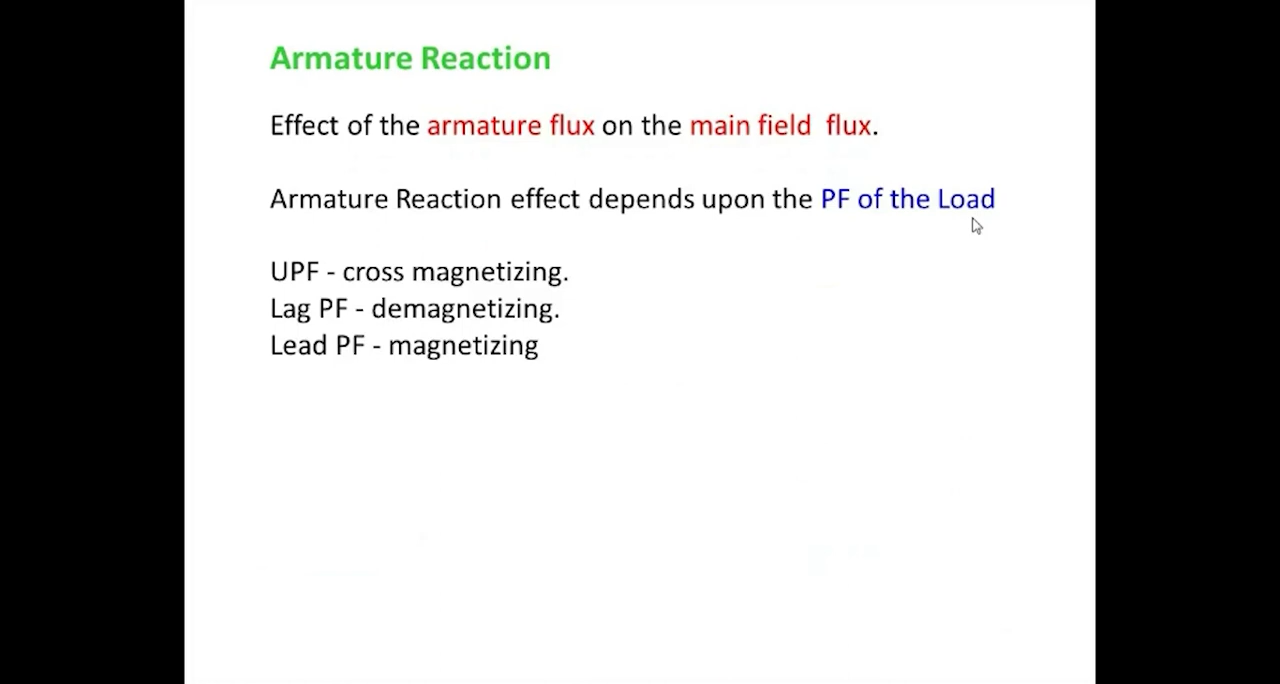 Armature Reaction
Effect of the armature flux on the main field flux.
Armature Reaction effect depends upon the PF of the Load
UPF - cross magnetizing.
Lag PF - demagnetizing.
Lead PF - magnetizing